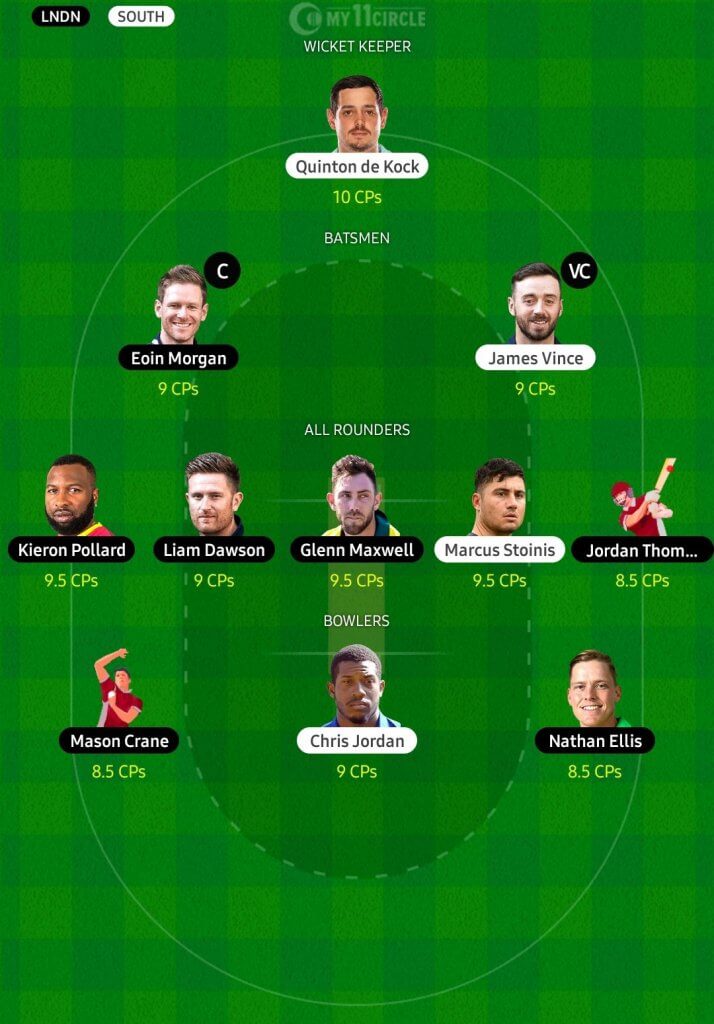 LNDN SOUTH
MY11CIRCLE
WICKET KEEPER
Quinton de Kock
10 CPs
BATSMEN
C VC
Eoin Morgan James Vince
9 CPs 9 CPs
ALL ROUNDERS
Kieron Pollard Liam Dawson Glenn Maxwell Marcus Stoinis Jordan Thom...
9.5 CPs 9 CPs 9.5 CPs 9.5 CPs 8.5 CPs
BOWLERS
Mason Crane Chris Jordan Nathan Ellis
8.5 CPs 9 CPs 8.5 CPs